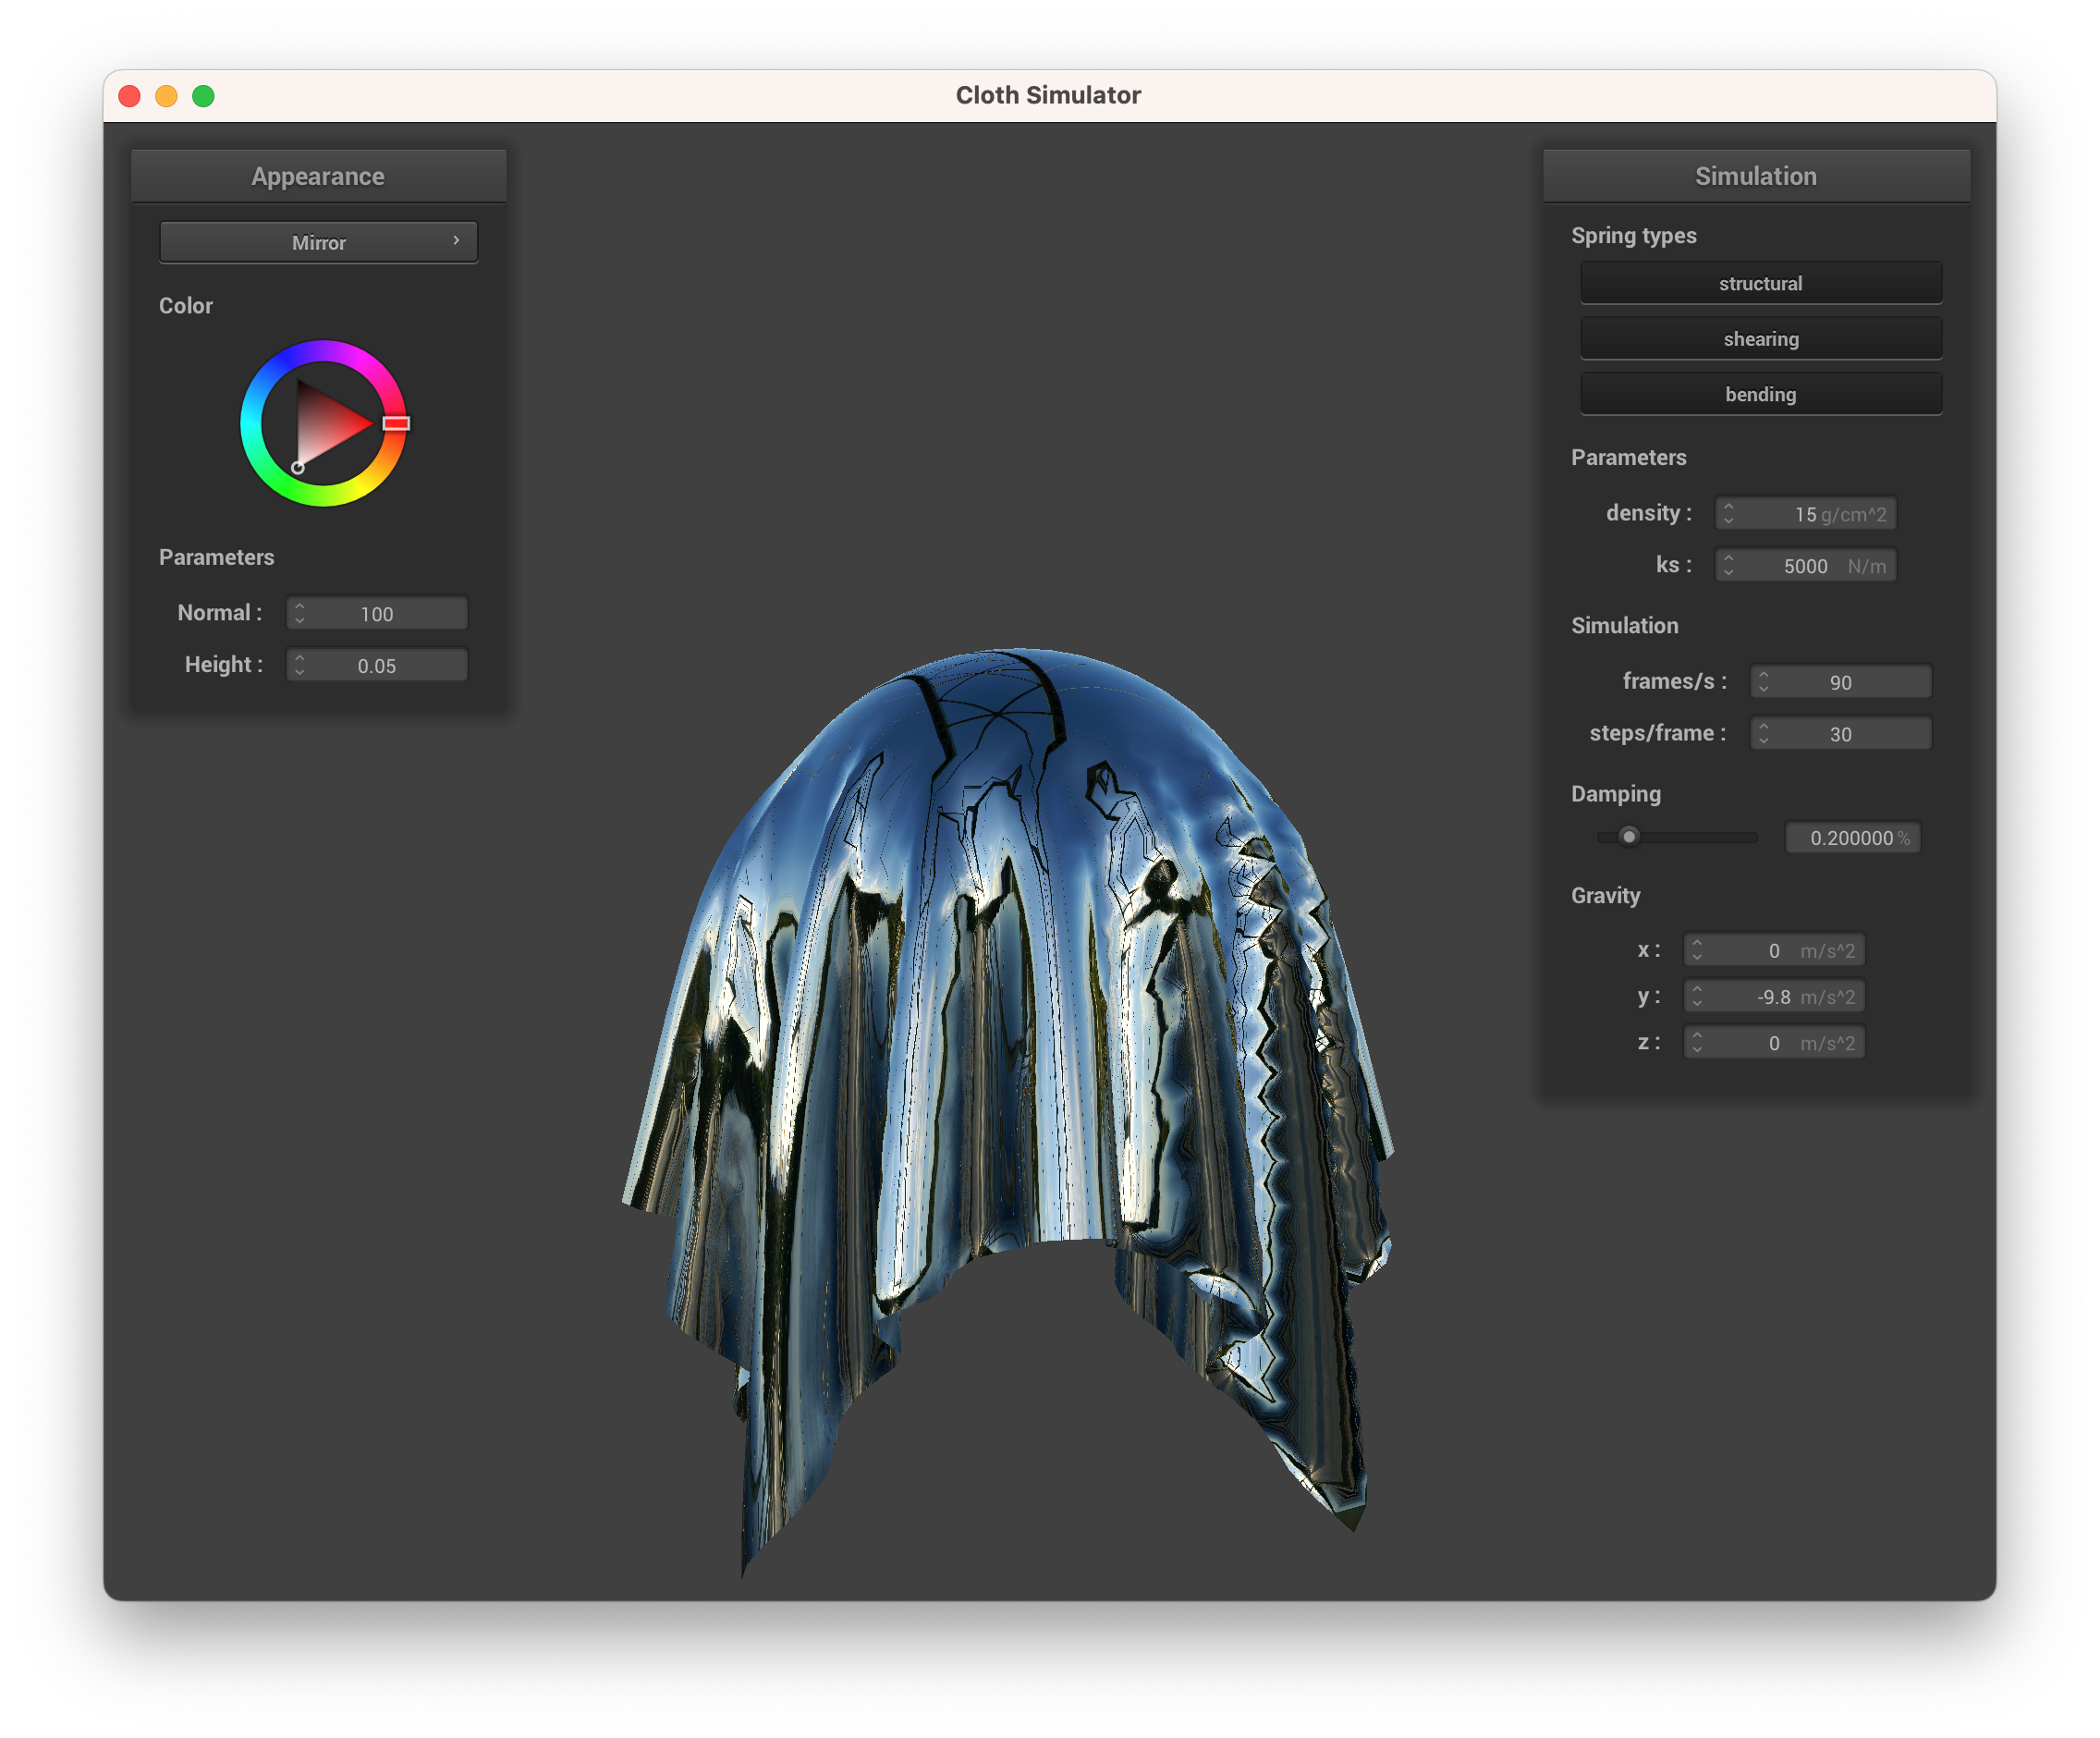 Cloth Simulator
Appearance
Mirror
Color
Parameters
Normal : 100
Height : 0.05
Simulation
Spring types
structural
shearing
bending
Parameters
density : 15 g/cm^2
ks : 5000 N/m
Simulation
frames/s : 90
steps/frame : 30
Damping
0.200000 %
Gravity
x : 0 m/s^2
y : -9.8 m/s^2
z : 0 m/s^2